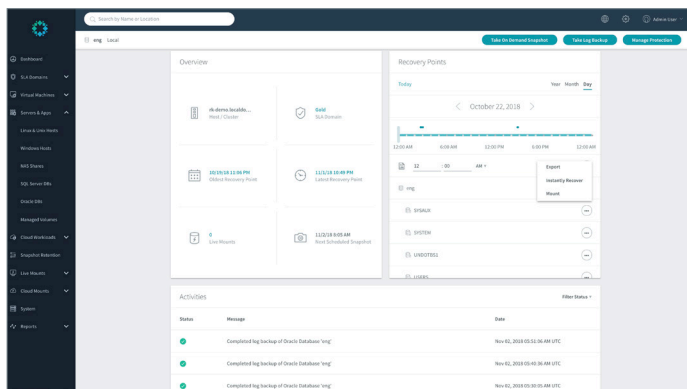 Search by Name or Location
Admin User
eng Local
Take On Demand Snapshot
Take Log Backup
Manage Protection
Dashboard
SLA Domains
Virtual Machines
Servers & Apps
Linux & Unix Hosts
Windows Hosts
NAS Shares
SQL Server DBs
Oracle DBs
Managed Volumes
Cloud Workloads
Snapshot Retention
Live Mounts
Cloud Mounts
System
Reports
Overview
rk-demo.localdo...
Host / Cluster
Gold
SLA Domain
10/19/18 11:06 PM
Oldest Recovery Point
11/1/18 10:49 PM
Latest Recovery Point
0
Live Mounts
11/2/18 8:05 AM
Next Scheduled Snapshot
Recovery Points
Today
Year Month Day
October 22, 2018
12:00 AM 6:00 AM 12:00 PM 6:00 PM 12:00 AM
12 : 00 AM
Export
Instantly Recover
Mount
eng
SYSAUX
SYSTEM
UNDOTBS1
USERS
Activities
Filter Status
Status Message Date
Completed log backup of Oracle Database 'eng' Nov 02, 2018 05:51:06 AM UTC
Completed log backup of Oracle Database 'eng' Nov 02, 2018 05:40:36 AM UTC
Completed log backup of Oracle Database 'eng' Nov 02, 2018 05:30:05 AM UTC